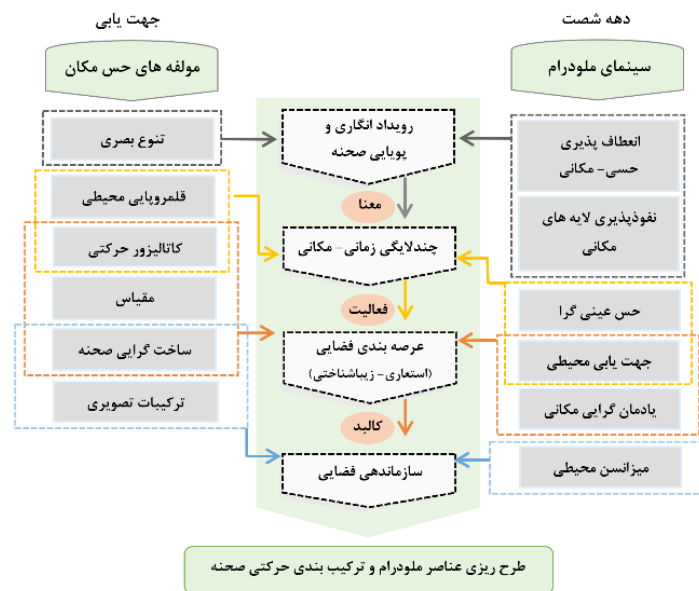 دهه شصت
جهت یابی
سینمای ملودرام
مولفه های حس مکان
انعطاف پذیری
حسی- مکانی
نفوذپذیری لایه های
مکانی
حس عینی گرا
جهت یابی محیطی
یادمان گرایی مکانی
میزانسن محیطی
رویداد انگاری و
پویایی صحنه
معنا
چندلایگی زمانی- مکانی
فعالیت
عرصه بندی فضایی
(استعاری- زیباشناختی)
کالبد
سازماندهی فضایی
تنوع بصری
قلمروپایی محیطی
کاتالیزور حرکتی
مقیاس
ساخت گرایی صحنه
ترکیبات تصویری
طرح ریزی عناصر ملودرام و ترکیب بندی حرکتی صحنه